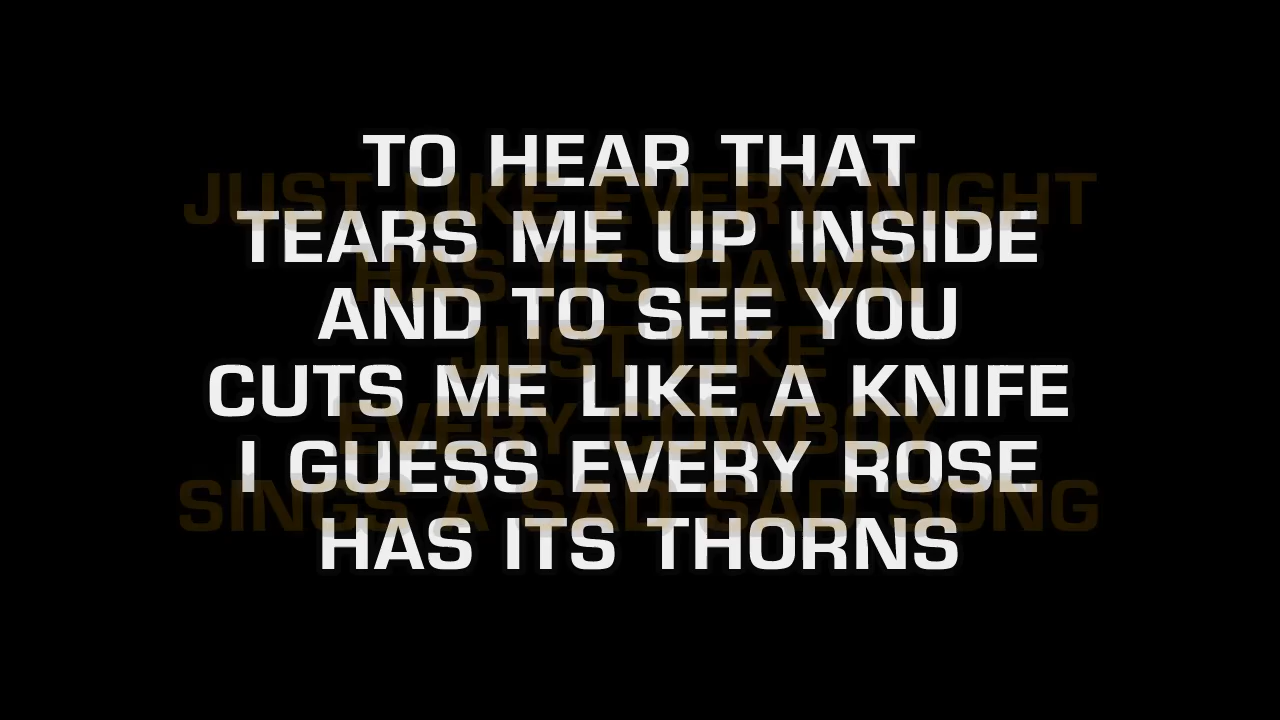 TO HEAR THAT
JUST LIKE EVERY NIGHT
TEARS ME UP INSIDE
HAS ITS DAWN
AND TO SEE YOU
JUST LIKE
CUTS ME LIKE A KNIFE
EVERY COWBOY
I GUESS EVERY ROSE
SINGS A SAD SAD SONG
HAS ITS THORNS